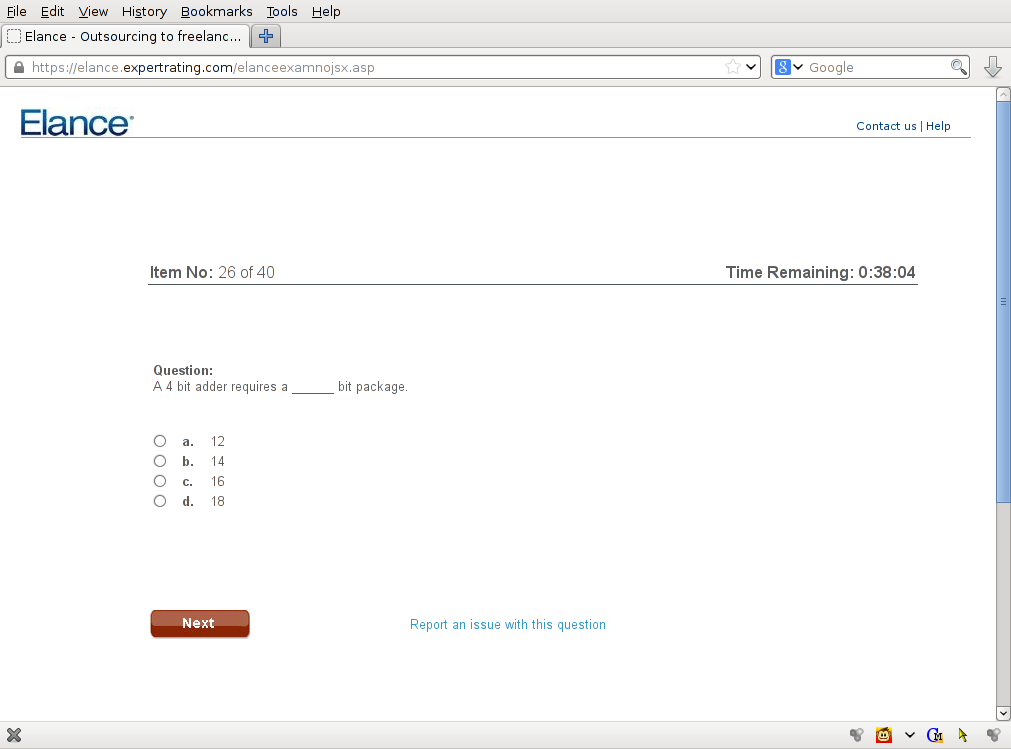 File Edit View History Bookmarks Tools Help
Elance - Outsourcing to freelanc...
https://elance.expertrating.com/elanceexamnojsx.asp
8 Google
Elance
Contact us | Help
Item No: 26 of 40 Time Remaining: 0:38:04
Question:
A 4 bit adder requires a ______ bit package.
a. 12
b. 14
c. 16
d. 18
Next Report an issue with this question